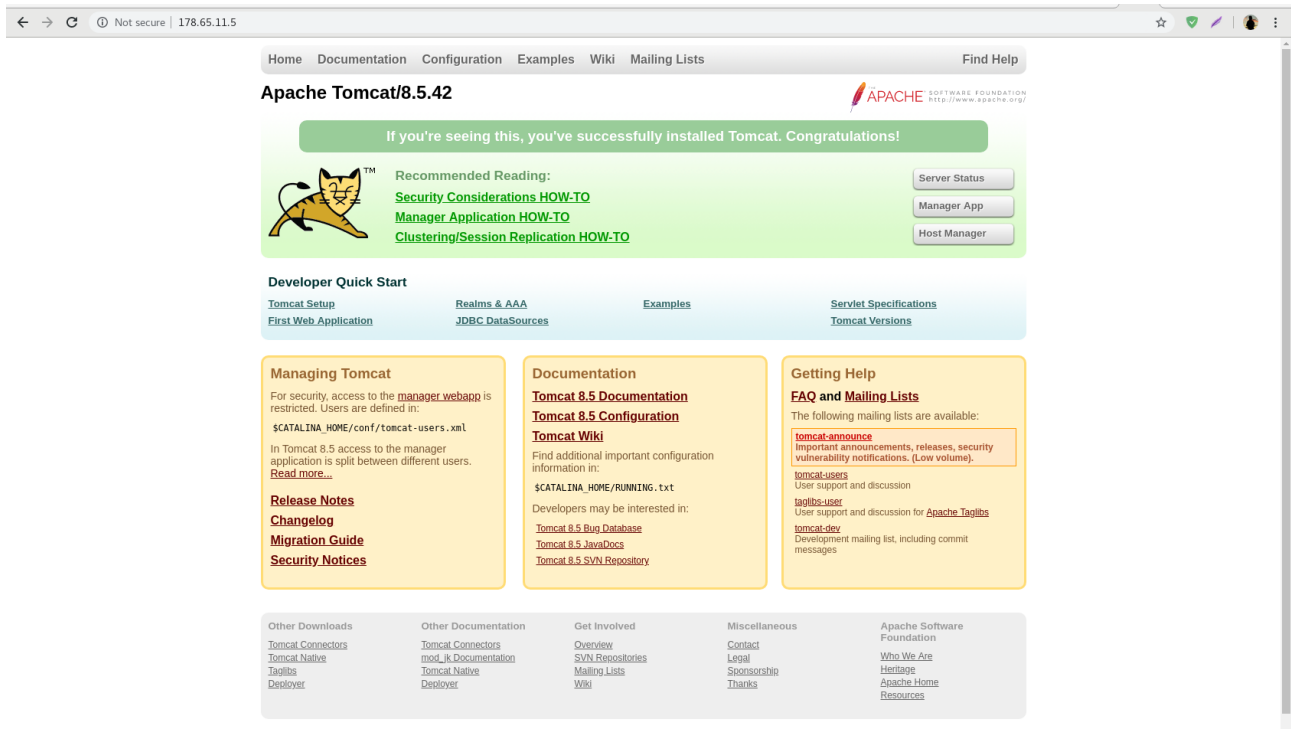 Not secure | 178.65.11.5
Home Documentation Configuration Examples Wiki Mailing Lists Find Help
Apache Tomcat/8.5.42
THE
APACHE™ SOFTWARE FOUNDATION
http://www.apache.org/
If you're seeing this, you've successfully installed Tomcat. Congratulations!
TM
Recommended Reading:
Security Considerations HOW-TO
Manager Application HOW-TO
Clustering/Session Replication HOW-TO
Server Status
Manager App
Host Manager
Developer Quick Start
Tomcat Setup
First Web Application
Realms & AAA
JDBC DataSources
Examples
Servlet Specifications
Tomcat Versions
Managing Tomcat
For security, access to the manager webapp is
restricted. Users are defined in:
$CATALINA_HOME/conf/tomcat-users.xml
In Tomcat 8.5 access to the manager
application is split between different users.
Read more...
Release Notes
Changelog
Migration Guide
Security Notices
Documentation
Tomcat 8.5 Documentation
Tomcat 8.5 Configuration
Tomcat Wiki
Find additional important configuration
information in:
$CATALINA_HOME/RUNNING.txt
Developers may be interested in:
Tomcat 8.5 Bug Database
Tomcat 8.5 JavaDocs
Tomcat 8.5 SVN Repository
Getting Help
FAQ and Mailing Lists
The following mailing lists are available:
tomcat-announce
Important announcements, releases, security
vulnerability notifications. (Low volume).
tomcat-users
User support and discussion
taglibs-user
User support and discussion for Apache Taglibs
tomcat-dev
Development mailing list, including commit
messages
Other Downloads
Tomcat Connectors
Tomcat Native
Taglibs
Deployer
Other Documentation
Tomcat Connectors
mod_jk Documentation
Tomcat Native
Deployer
Get Involved
Overview
SVN Repositories
Mailing Lists
Wiki
Miscellaneous
Contact
Legal
Sponsorship
Thanks
Apache Software
Foundation
Who We Are
Heritage
Apache Home
Resources